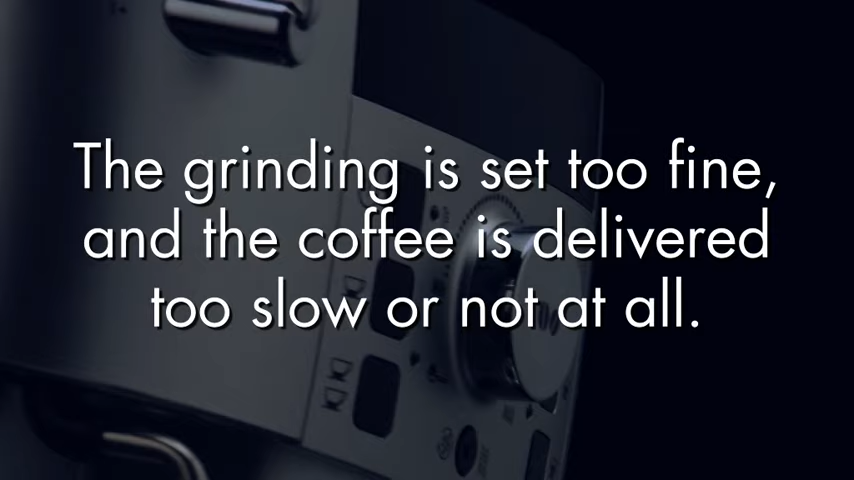 The grinding is set too fine,
and the coffee is delivered
too slow or not at all.